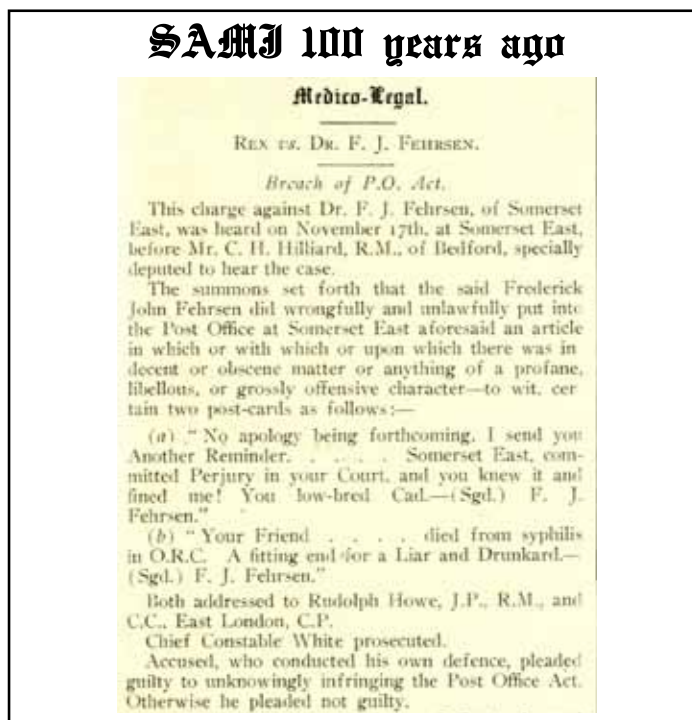 SAMJ 100 years ago
Medico-Legal.
REX vs. DR. F. J. FEHRSEN.
Breach of P.O. Act.
This charge against Dr. F. J. Fehrsen, of Somerset
East, was heard on November 17th, at Somerset East,
before Mr. C. H. Hilliard, R.M., of Bedford, specially
deputed to hear the case.
The summons set forth that the said Frederick
John Fehrsen did wrongfully and unlawfully put into
the Post Office at Somerset East aforesaid an article
in which or with which or upon which there was in
decent or obscene matter or anything of a profane,
libellous, or grossly offensive character—to wit, cer
tain two post-cards as follows:—
(a) "No apology being forthcoming, I send you
Another Reminder. . . . . Somerset East, com-
mitted Perjury in your Court, and you knew it and
fined me! You low-bred Cad.—(Sgd.) F. J.
Fehrsen."
(b) "Your Friend . . . . died from syphilis
in O.R.C. A fitting end for a Liar and Drunkard.—
(Sgd.) F. J. Fehrsen."
Both addressed to Rudolph Howe, J.P., R.M., and
C.C., East London, C.P.
Chief Constable White prosecuted.
Accused, who conducted his own defence, pleaded
guilty to unknowingly infringing the Post Office Act.
Otherwise he pleaded not guilty.